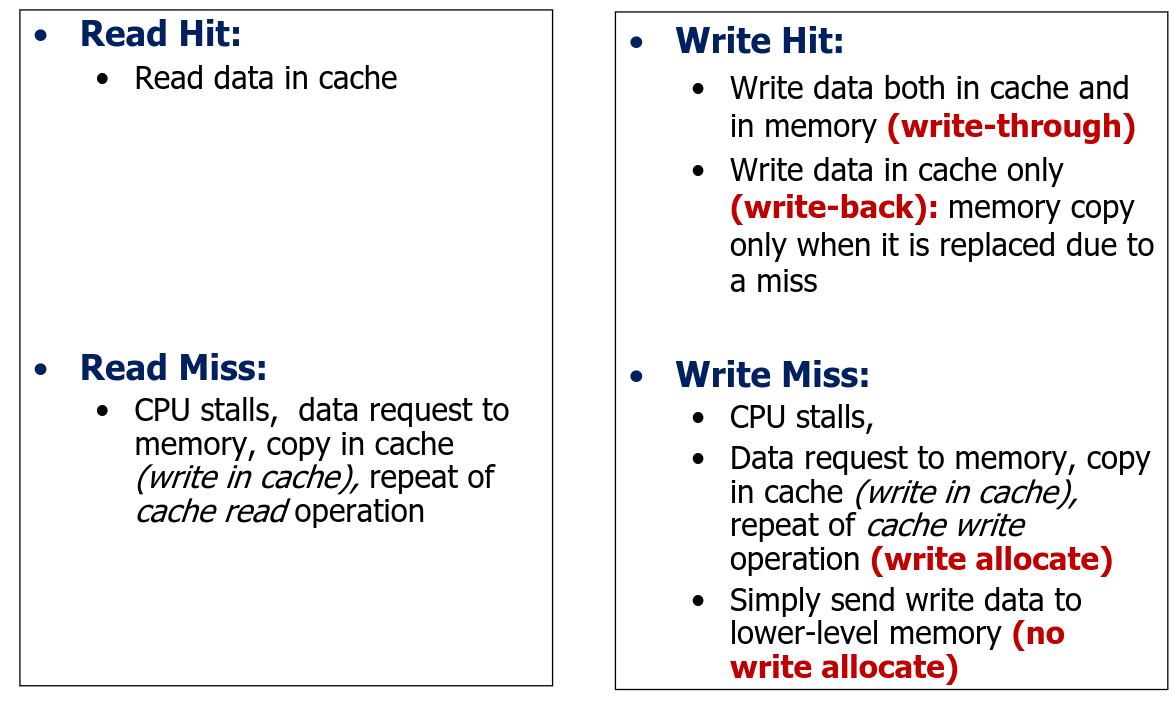 • Read Hit:
• Read data in cache
• Read Miss:
• CPU stalls,  data request to
memory, copy in cache
(write in cache), repeat of
cache read operation
• Write Hit:
• Write data both in cache and
in memory (write-through)
• Write data in cache only
(write-back): memory copy
only when it is replaced due to
a miss
• Write Miss:
• CPU stalls,
• Data request to memory, copy
in cache (write in cache),
repeat of cache write
operation (write allocate)
• Simply send write data to
lower-level memory (no
write allocate)